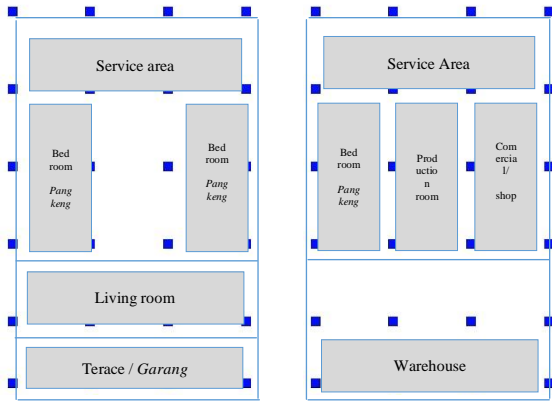 Service area
Bed
room
Pang
keng
Bed
room
Pang
keng
Living room
Terace / Garang
Service Area
Bed
room
Pang
keng
Prod
uctio
n
room
Com
ercia
l/
shop
Warehouse